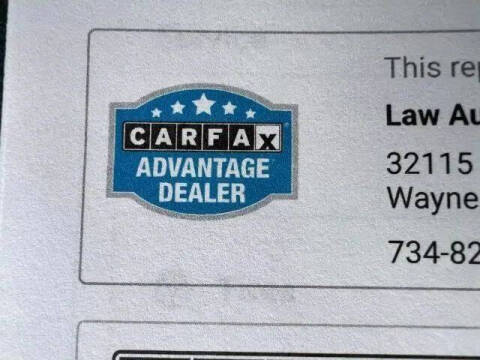 This rep
CARFAX
ADVANTAGE
DEALER
Law Au
32115
Wayne
734-82